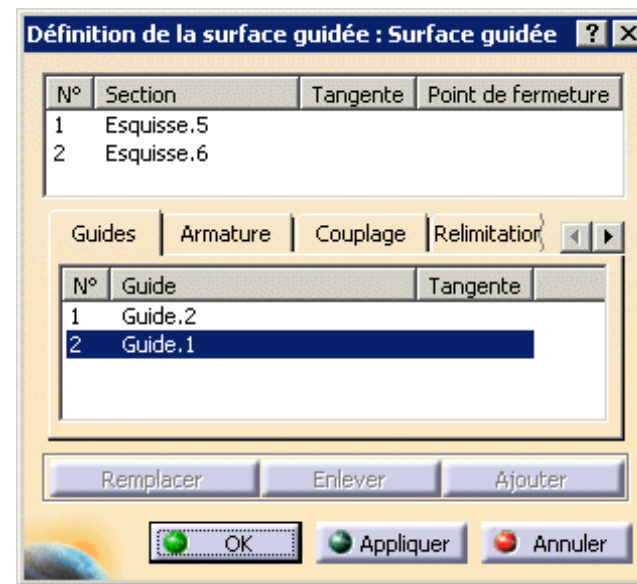 Définition de la surface guidée : Surface guidée ? X
N° Section Tangente Point de fermeture
1 Esquisse.5
2 Esquisse.6
Guides Armature Couplage Relimitation
N° Guide Tangente
1 Guide.2
2 Guide.1
Remplacer Enlever Ajouter
OK Appliquer Annuler